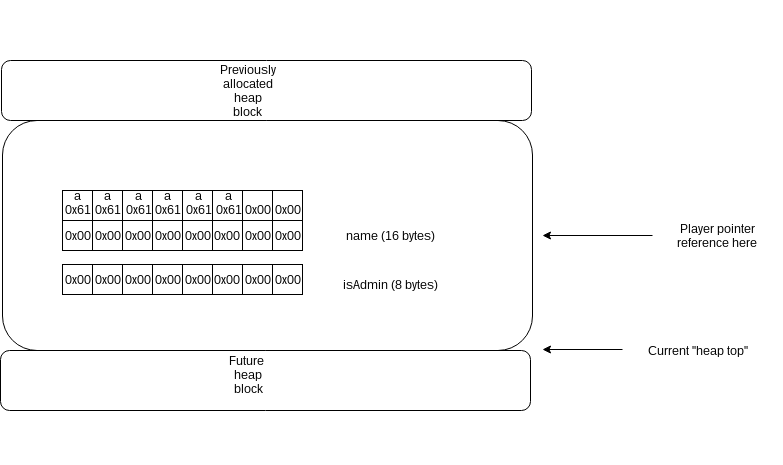 Previously
allocated
heap
block
a a a a a a
0x61 0x61 0x61 0x61 0x61 0x61 0x00 0x00
0x00 0x00 0x00 0x00 0x00 0x00 0x00 0x00
name (16 bytes)
Player pointer
reference here
0x00 0x00 0x00 0x00 0x00 0x00 0x00 0x00
isAdmin (8 bytes)
Current "heap top"
Future
heap
block